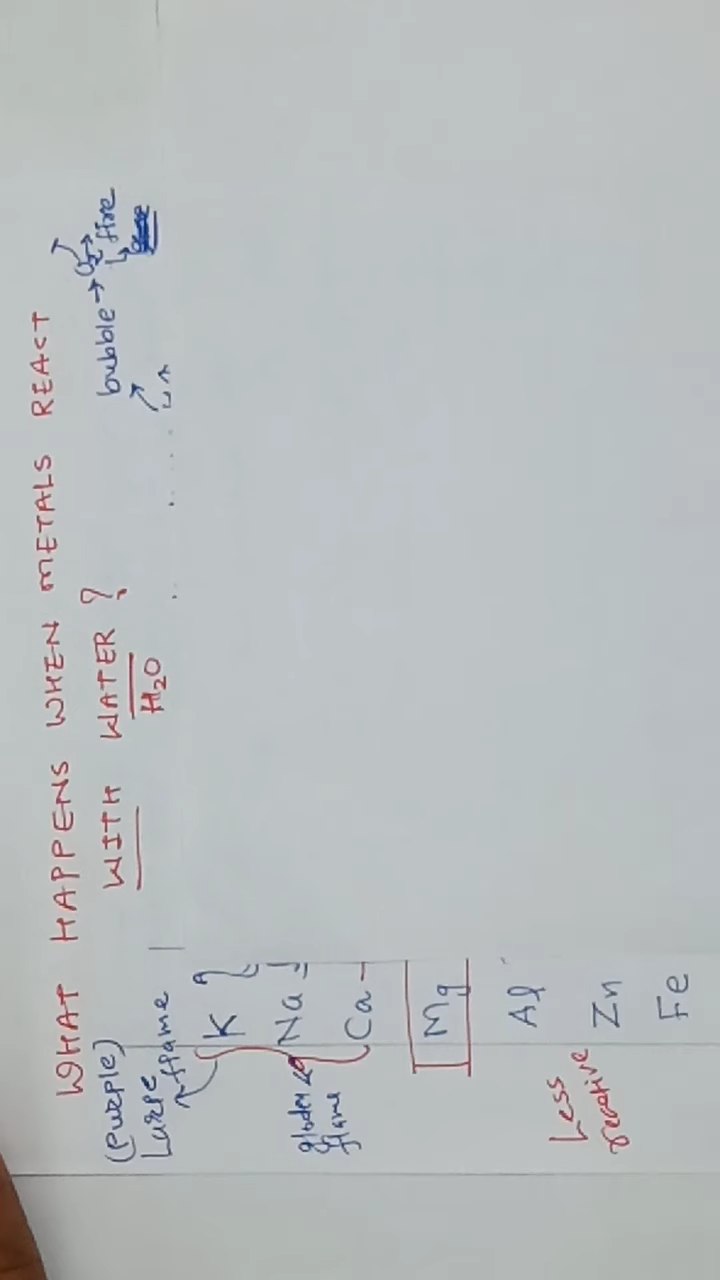 WHAT HAPPENS WHEN METALS REACT
WITH WATER ?
H₂O
bubble → O₂ →
fire
(Purple)
Large
flame
K
Na
Ca
flame
Mg
Al
Zn
Fe
Less
reactive